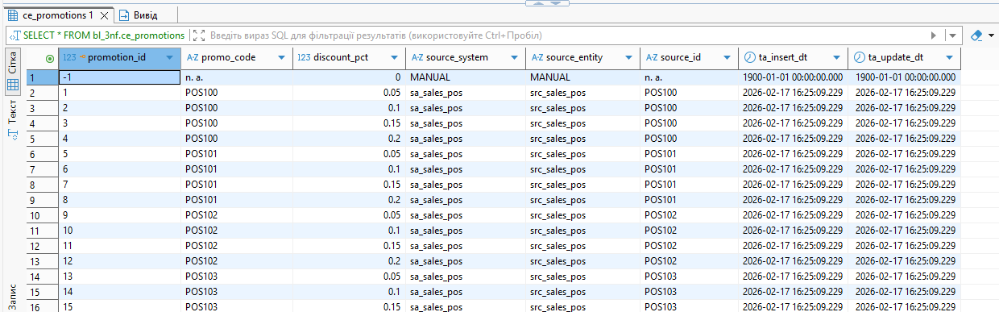 ce_promotions 1 Вивід
SELECT * FROM bl_3nf.ce_promotions Введіть вираз SQL для фільтрації результатів (використовуйте Ctrl+Пробіл)
Сітка
Текст
Запис
123 promotion_id A-Z promo_code 123 discount_pct A-Z source_system A-Z source_entity A-Z source_id ta_insert_dt ta_update_dt
1 -1 n. a. 0 MANUAL MANUAL n. a. 1900-01-01 00:00:00.000 1900-01-01 00:00:00.000
2 1 POS100 0.05 sa_sales_pos src_sales_pos POS100 2026-02-17 16:25:09.229 2026-02-17 16:25:09.229
3 2 POS100 0.1 sa_sales_pos src_sales_pos POS100 2026-02-17 16:25:09.229 2026-02-17 16:25:09.229
4 3 POS100 0.15 sa_sales_pos src_sales_pos POS100 2026-02-17 16:25:09.229 2026-02-17 16:25:09.229
5 4 POS100 0.2 sa_sales_pos src_sales_pos POS100 2026-02-17 16:25:09.229 2026-02-17 16:25:09.229
6 5 POS101 0.05 sa_sales_pos src_sales_pos POS101 2026-02-17 16:25:09.229 2026-02-17 16:25:09.229
7 6 POS101 0.1 sa_sales_pos src_sales_pos POS101 2026-02-17 16:25:09.229 2026-02-17 16:25:09.229
8 7 POS101 0.15 sa_sales_pos src_sales_pos POS101 2026-02-17 16:25:09.229 2026-02-17 16:25:09.229
9 8 POS101 0.2 sa_sales_pos src_sales_pos POS101 2026-02-17 16:25:09.229 2026-02-17 16:25:09.229
10 9 POS102 0.05 sa_sales_pos src_sales_pos POS102 2026-02-17 16:25:09.229 2026-02-17 16:25:09.229
11 10 POS102 0.1 sa_sales_pos src_sales_pos POS102 2026-02-17 16:25:09.229 2026-02-17 16:25:09.229
12 11 POS102 0.15 sa_sales_pos src_sales_pos POS102 2026-02-17 16:25:09.229 2026-02-17 16:25:09.229
13 12 POS102 0.2 sa_sales_pos src_sales_pos POS102 2026-02-17 16:25:09.229 2026-02-17 16:25:09.229
14 13 POS103 0.05 sa_sales_pos src_sales_pos POS103 2026-02-17 16:25:09.229 2026-02-17 16:25:09.229
15 14 POS103 0.1 sa_sales_pos src_sales_pos POS103 2026-02-17 16:25:09.229 2026-02-17 16:25:09.229
16 15 POS103 0.15 sa_sales_pos src_sales_pos POS103 2026-02-17 16:25:09.229 2026-02-17 16:25:09.229